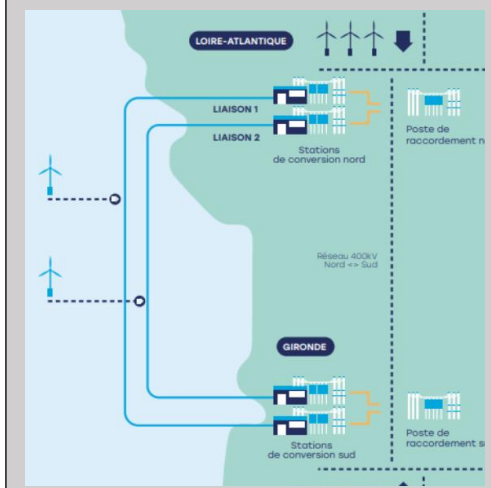 LOIRE-ATLANTIQUE
LIAISON 1
LIAISON 2
Stations
de conversion nord
Poste de
raccordement n
Réseau 400kV
Nord <> Sud
GIRONDE
Stations
de conversion sud
Poste de
raccordement s